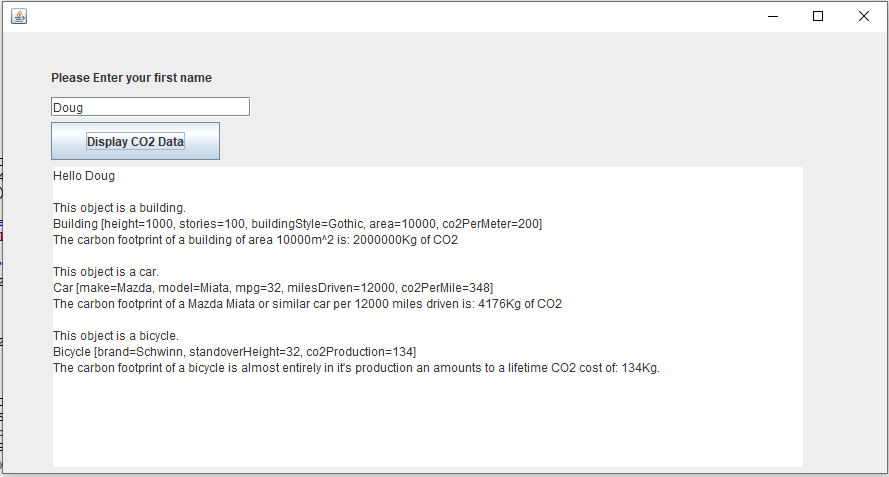 Please Enter your first name
Doug
Display CO2 Data
Hello Doug
This object is a building.
Building [height=1000, stories=100, buildingStyle=Gothic, area=10000, co2PerMeter=200]
The carbon footprint of a building of area 10000m^2 is: 2000000Kg of CO2
This object is a car.
Car [make=Mazda, model=Miata, mpg=32, milesDriven=12000, co2PerMile=348]
The carbon footprint of a Mazda Miata or similar car per 12000 miles driven is: 4176Kg of CO2
This object is a bicycle.
Bicycle [brand=Schwinn, standoverHeight=32, co2Production=134]
The carbon footprint of a bicycle is almost entirely in it's production an amounts to a lifetime CO2 cost of: 134Kg.